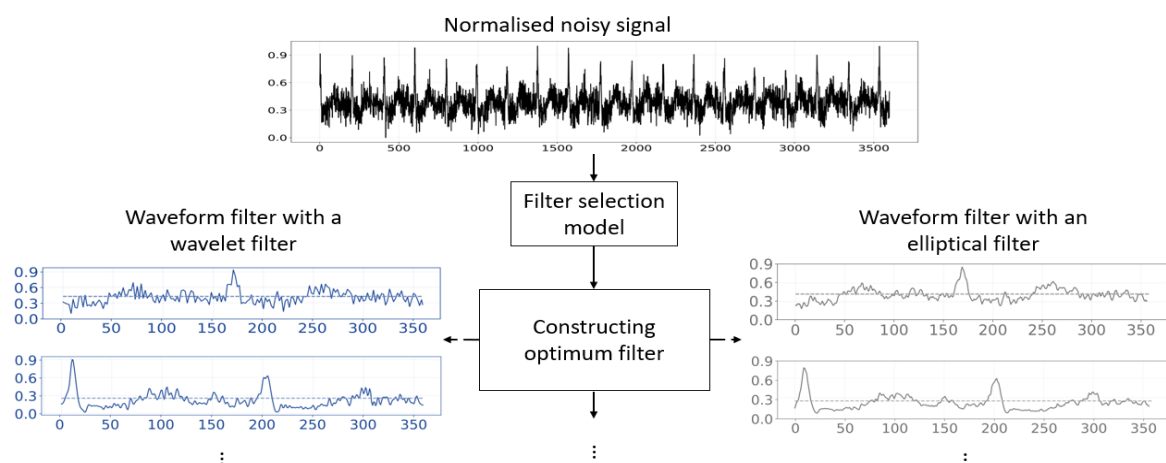 Normalised noisy signal
0.9
0.6
0.3
0.0
0 500 1000 1500 2000 2500 3000 3500
Filter selection
model
Waveform filter with a
wavelet filter
Waveform filter with an
elliptical filter
0.9
0.6
0.3
0.0
0 50 100 150 200 250 300 350
0.9
0.6
0.3
0.0
0 50 100 150 200 250 300 350
Constructing
optimum filter
0.9
0.6
0.3
0.0
0 50 100 150 200 250 300 350
0.9
0.6
0.3
0.0
0 50 100 150 200 250 300 350
⋮ ⋮ ⋮